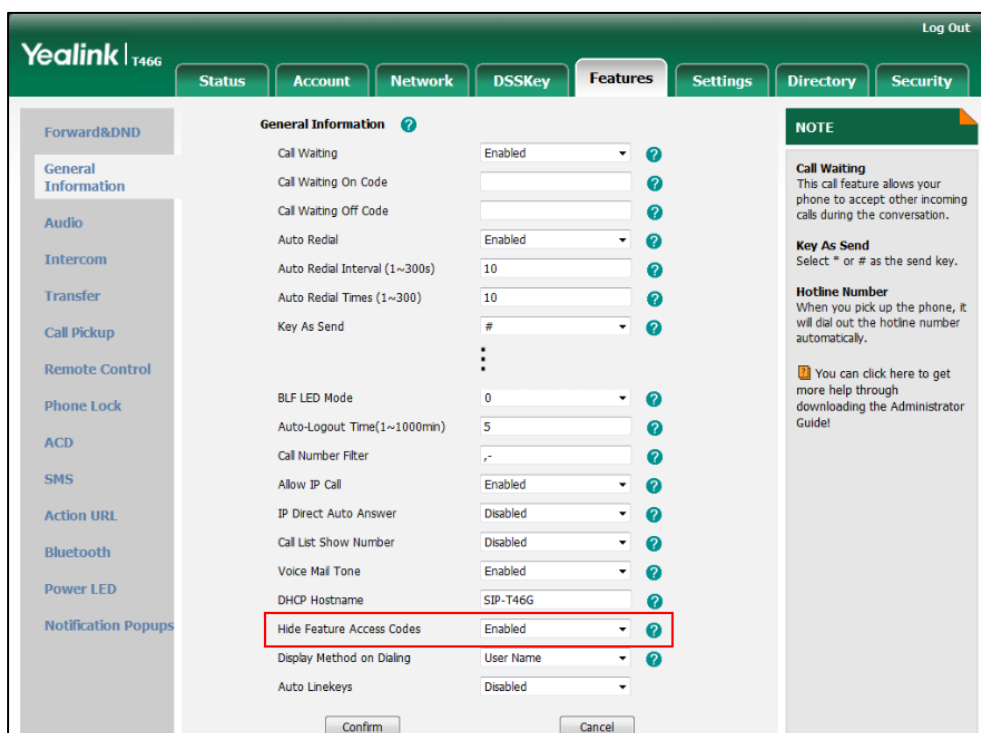 Log Out
Yealink T46G
Status Account Network DSSKey Features Settings Directory Security
Forward&DND
General
Information
Audio
Intercom
Transfer
Call Pickup
Remote Control
Phone Lock
ACD
SMS
Action URL
Bluetooth
Power LED
Notification Popups
General Information ?
Call Waiting Enabled ?
Call Waiting On Code ?
Call Waiting Off Code ?
Auto Redial Enabled ?
Auto Redial Interval (1~300s) 10 ?
Auto Redial Times (1~300) 10 ?
Key As Send # ?
BLF LED Mode 0 ?
Auto-Logout Time(1~1000min) 5 ?
Call Number Filter ,- ?
Allow IP Call Enabled ?
IP Direct Auto Answer Disabled ?
Call List Show Number Disabled ?
Voice Mail Tone Enabled ?
DHCP Hostname SIP-T46G ?
Hide Feature Access Codes Enabled ?
Display Method on Dialing User Name ?
Auto Linekeys Disabled
Confirm Cancel
NOTE
Call Waiting
This call feature allows your
phone to accept other incoming
calls during the conversation.
Key As Send
Select * or # as the send key.
Hotline Number
When you pick up the phone, it
will dial out the hotline number
automatically.
? You can click here to get
more help through
downloading the Administrator
Guide!